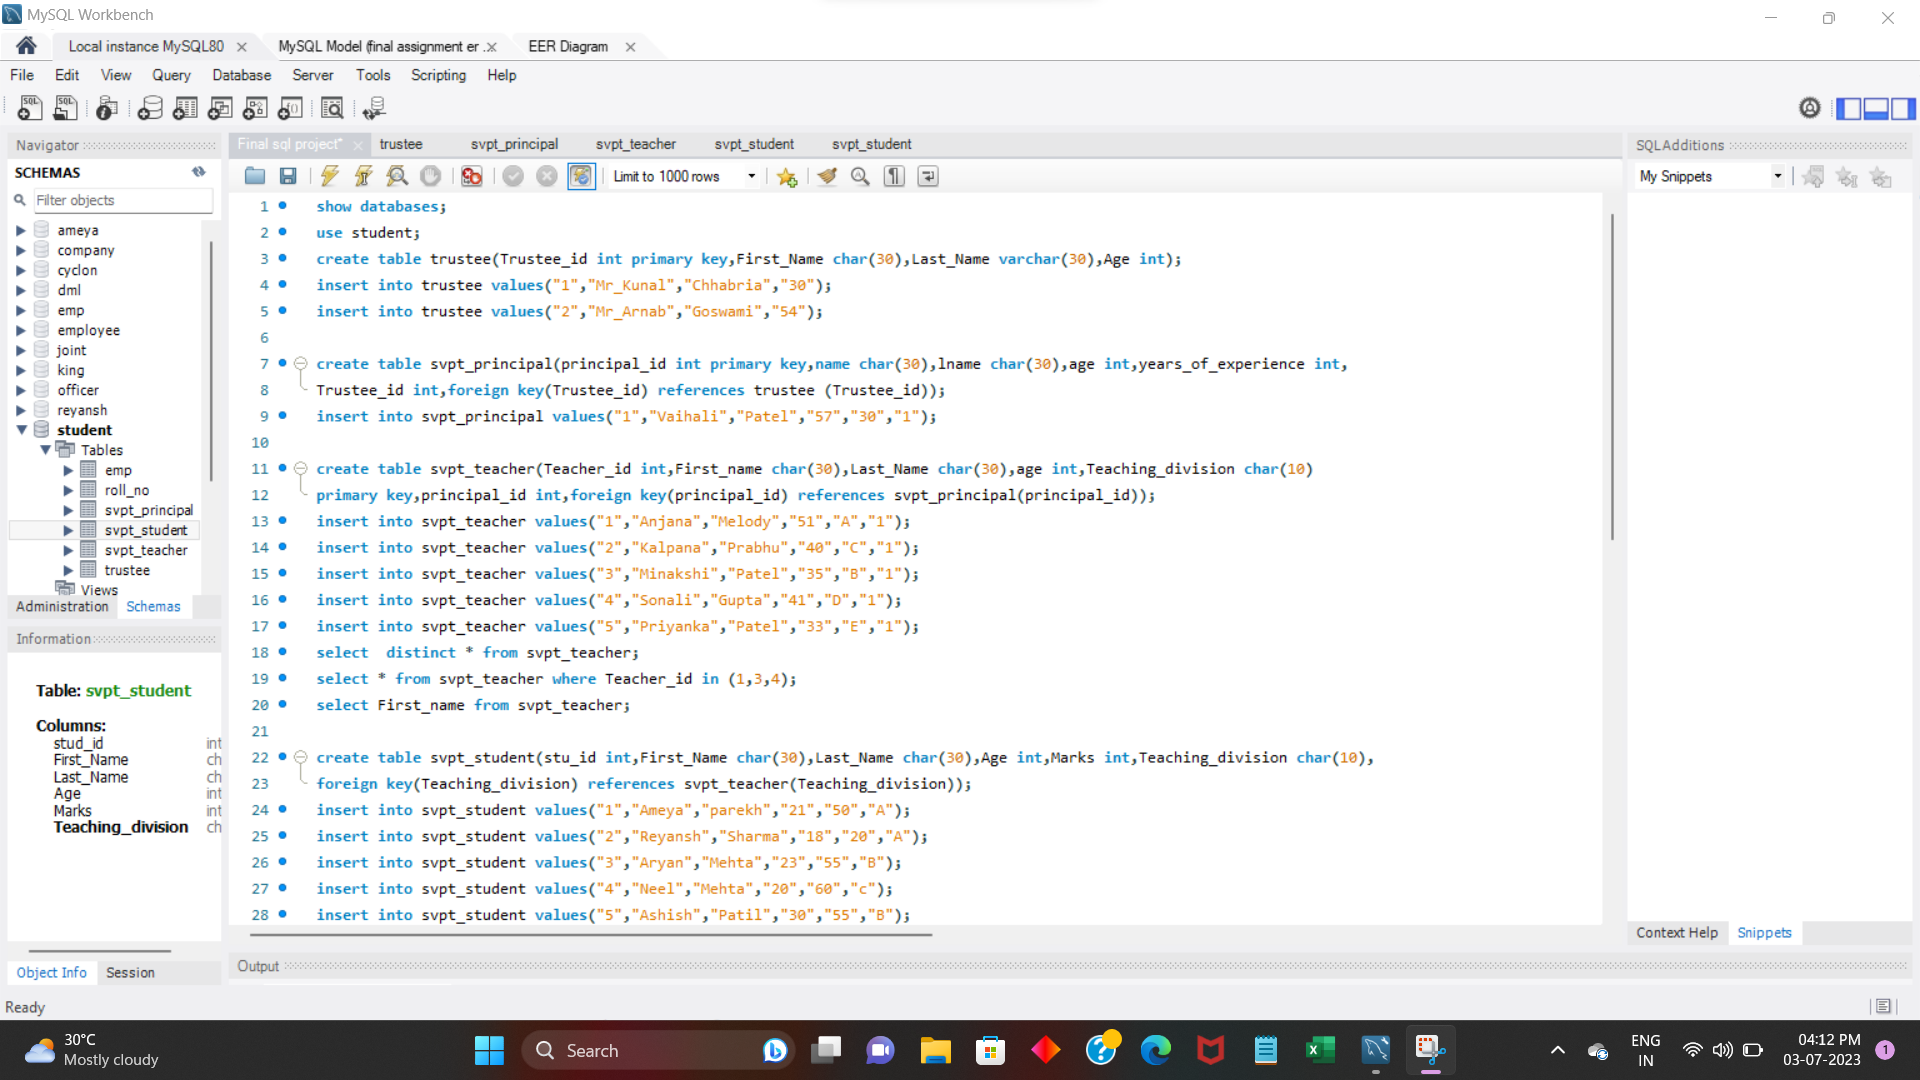 MySQL Workbench
Local instance MySQL80
MySQL Model (final assignment er ..
EER Diagram
File Edit View Query Database Server Tools Scripting Help
Navigator
SCHEMAS
Filter objects
ameya
company
cyclon
dml
emp
employee
joint
king
officer
reyansh
student
Tables
emp
roll_no
svpt_principal
svpt_student
svpt_teacher
trustee
Views
Administration Schemas
Information
Table: svpt_student
Columns:
stud_id int
First_Name ch
Last_Name ch
Age int
Marks int
Teaching_division ch
Object Info Session
Final sql project* trustee svpt_principal svpt_teacher svpt_student svpt_student
Limit to 1000 rows
1 show databases;
2 use student;
3 create table trustee(Trustee_id int primary key,First_Name char(30),Last_Name varchar(30),Age int);
4 insert into trustee values("1","Mr_Kunal","Chhabria","30");
5 insert into trustee values("2","Mr_Arnab","Goswami","54");
6
7 create table svpt_principal(principal_id int primary key,name char(30),lname char(30),age int,years_of_experience int,
8 Trustee_id int,foreign key(Trustee_id) references trustee (Trustee_id));
9 insert into svpt_principal values("1","Vaihali","Patel","57","30","1");
10
11 create table svpt_teacher(Teacher_id int,First_name char(30),Last_Name char(30),age int,Teaching_division char(10)
12 primary key,principal_id int,foreign key(principal_id) references svpt_principal(principal_id));
13 insert into svpt_teacher values("1","Anjana","Melody","51","A","1");
14 insert into svpt_teacher values("2","Kalpana","Prabhu","40","C","1");
15 insert into svpt_teacher values("3","Minakshi","Patel","35","B","1");
16 insert into svpt_teacher values("4","Sonali","Gupta","41","D","1");
17 insert into svpt_teacher values("5","Priyanka","Patel","33","E","1");
18 select  distinct * from svpt_teacher;
19 select * from svpt_teacher where Teacher_id in (1,3,4);
20 select First_name from svpt_teacher;
21
22 create table svpt_student(stu_id int,First_Name char(30),Last_Name char(30),Age int,Marks int,Teaching_division char(10),
23 foreign key(Teaching_division) references svpt_teacher(Teaching_division));
24 insert into svpt_student values("1","Ameya","parekh","21","50","A");
25 insert into svpt_student values("2","Reyansh","Sharma","18","20","A");
26 insert into svpt_student values("3","Aryan","Mehta","23","55","B");
27 insert into svpt_student values("4","Neel","Mehta","20","60","c");
28 insert into svpt_student values("5","Ashish","Patil","30","55","B");
Output
SQLAdditions
My Snippets
Context Help Snippets
Ready
30°C
Mostly cloudy
Search
ENG
IN
04:12 PM
03-07-2023
1